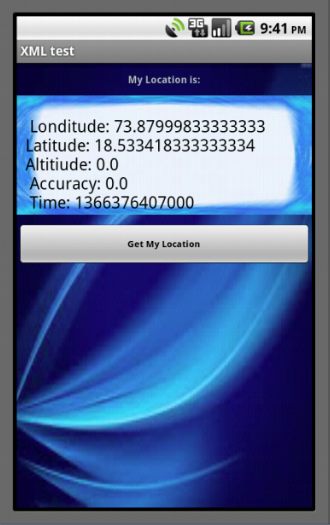 3G
9:41 PM
XML test
My Location is:
Londitude: 73.87999833333333
Latitude: 18.533418333333334
Altitiude: 0.0
Accuracy: 0.0
Time: 1366376407000
Get My Location